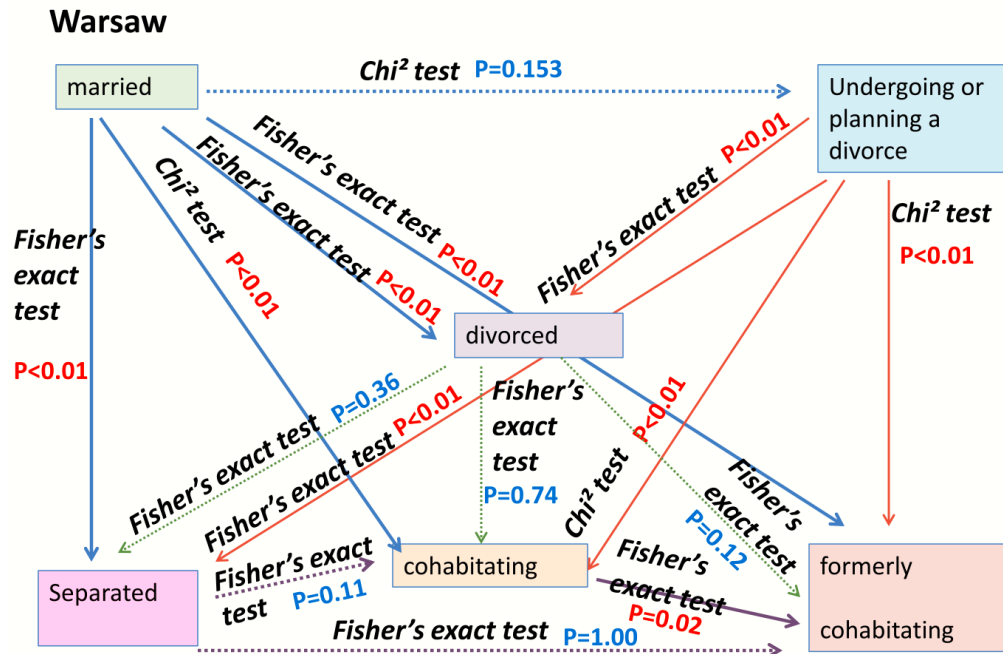 Warsaw
married
Chi² test P=0.153
Undergoing or
planning a
divorce
Fisher's exact test
P<0.01
Fisher's exact test
P<0.01
Chi² test
P<0.01
Fisher's
exact
test
P<0.01
Fisher's exact test
P<0.01
Chi² test
P<0.01
divorced
Fisher's exact test
P=0.36
Fisher's exact test
P<0.01
Fisher's
exact
test
P=0.74
Chi² test
P<0.01
Fisher's
exact test
P=0.12
Separated
Fisher's exact
test P=0.11
cohabitating
Fisher's
exact test
P=0.02
formerly
cohabitating
Fisher's exact test P=1.00